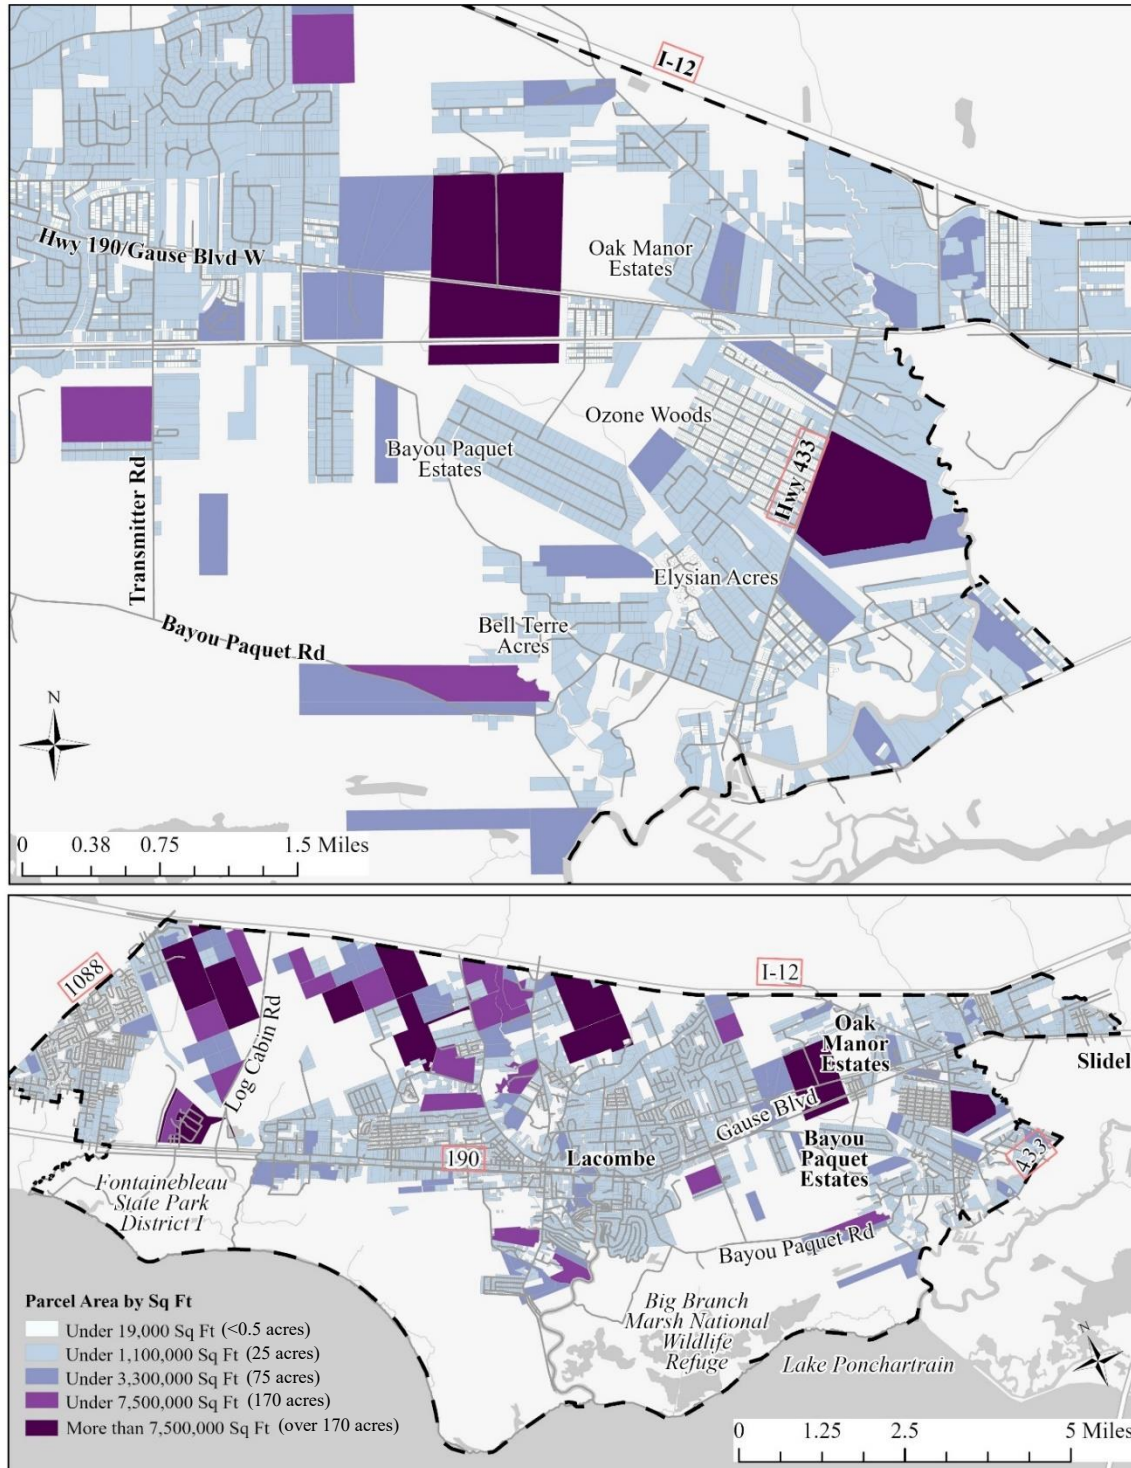 I-12
Hwy 190/Gause Blvd W
Oak Manor
Estates
Ozone Woods
Bayou Paquet
Estates
Hwy 433
Transmitter Rd
Elysian Acres
Bell Terre
Acres
Bayou Paquet Rd
N
0 0.38 0.75 1.5 Miles
1088
I-12
Log Cabin Rd
Oak
Manor
Estates
Slidel
Gause Blvd
190
Lacombe
Bayou
Paquet
Estates
433
Fontainebleau
State Park
District I
Bayou Paquet Rd
Big Branch
Marsh National
Wildlife
Refuge
Lake Ponchartrain
Parcel Area by Sq Ft
Under 19,000 Sq Ft (<0.5 acres)
Under 1,100,000 Sq Ft (25 acres)
Under 3,300,000 Sq Ft (75 acres)
Under 7,500,000 Sq Ft (170 acres)
More than 7,500,000 Sq Ft (over 170 acres)
N
0 1.25 2.5 5 Miles